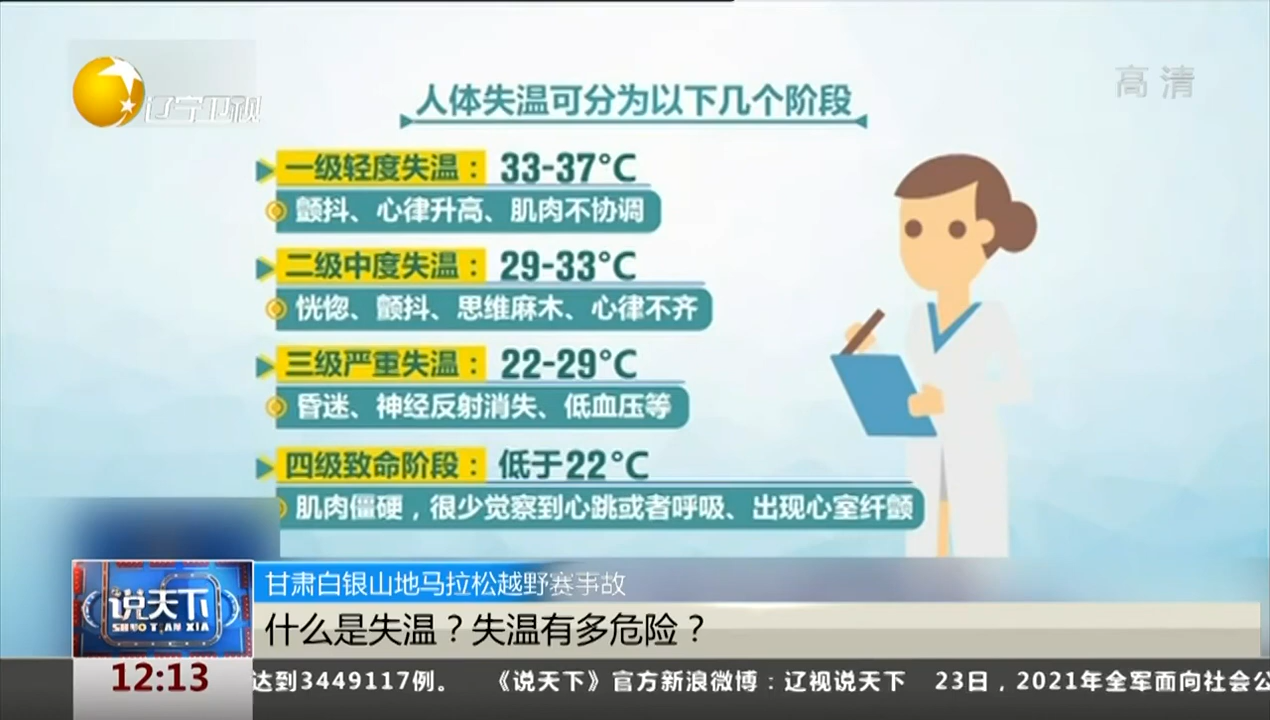 辽宁卫视
高清
人体失温可分为以下几个阶段
一级轻度失温：33-37°C
颤抖、心律升高、肌肉不协调
二级中度失温：29-33°C
恍惚、颤抖、思维麻木、心律不齐
三级严重失温：22-29°C
昏迷、神经反射消失、低血压等
四级致命阶段：低于22°C
肌肉僵硬，很少觉察到心跳或者呼吸、出现心室纤颤
说天下
SHUO TIAN XIA
甘肃白银山地马拉松越野赛事故
什么是失温？失温有多危险？
12:13
达到3449117例。 《说天下》官方新浪微博：辽视说天下 23日，2021年全军面向社会公